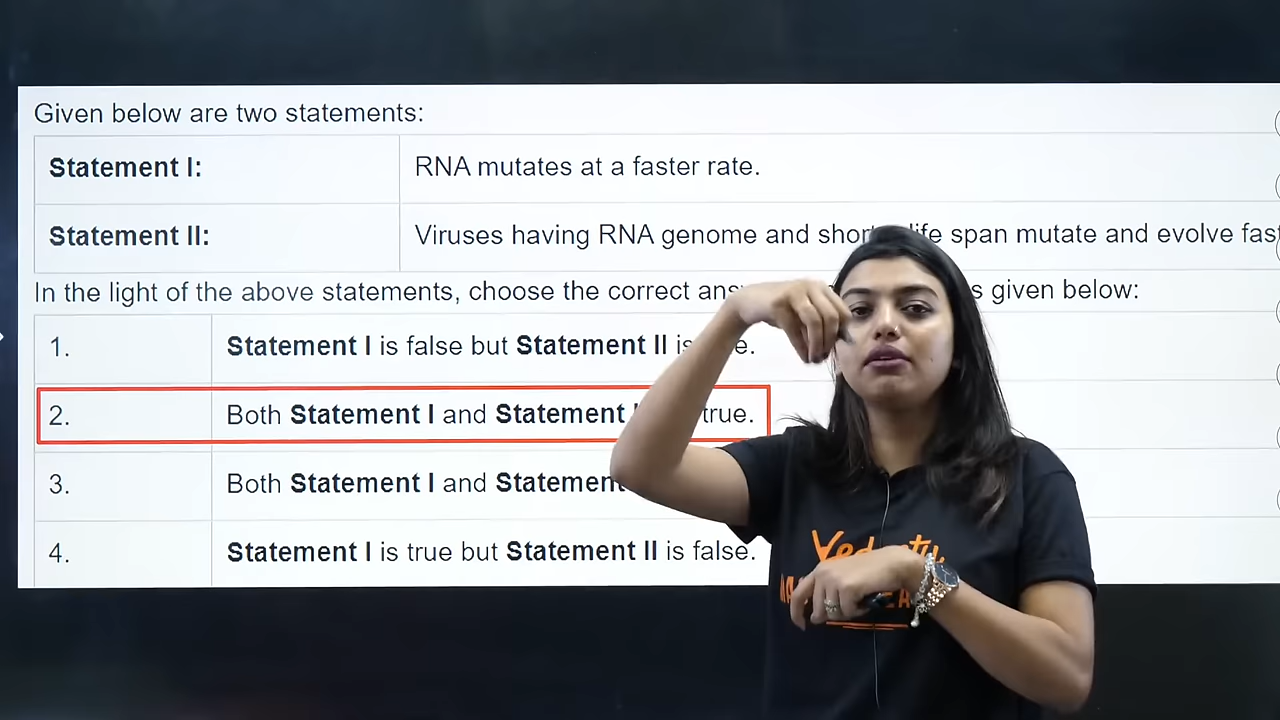 Given below are two statements:
Statement I: RNA mutates at a faster rate.
Statement II: Viruses having RNA genome and life span mutate and evolve
In the light of the above statements, choose the correct given below:
1. Statement I is false but Statement II is
2. Both Statement I and Statement true.
3. Both Statement I and Statement
4. Statement I is true but Statement II is false.